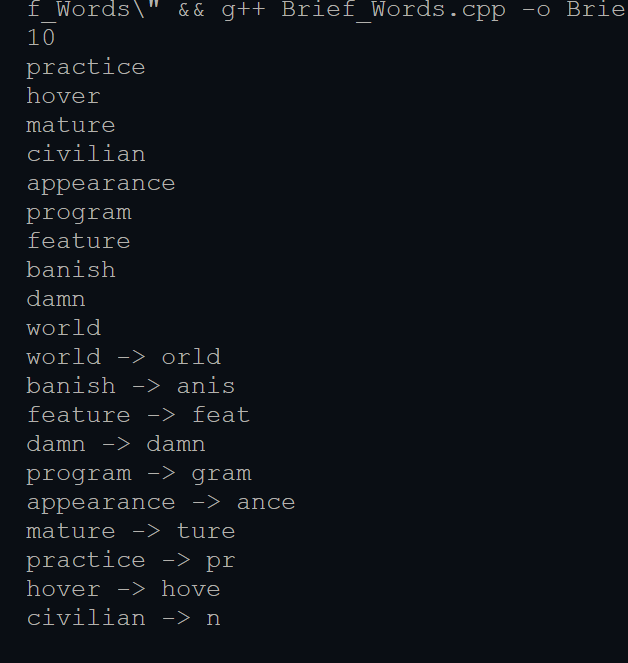 f_Words\" && g++ Brief_Words.cpp -o Brie
10
practice
hover
mature
civilian
appearance
program
feature
banish
damn
world
world -> orld
banish -> anis
feature -> feat
damn -> damn
program -> gram
appearance -> ance
mature -> ture
practice -> pr
hover -> hove
civilian -> n